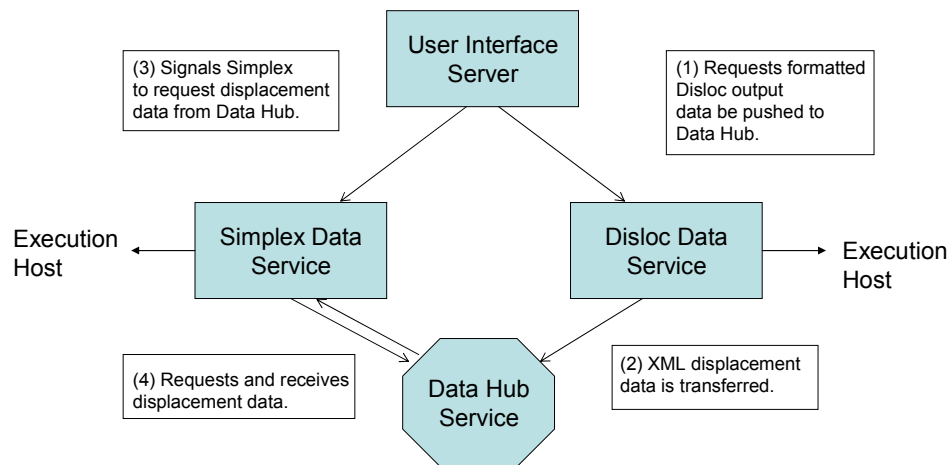 User Interface
Server
(3) Signals Simplex
to request displacement
data from Data Hub.
(1) Requests formatted
Disloc output
data be pushed to
Data Hub.
Execution
Host
Simplex Data
Service
Disloc Data
Service
Execution
Host
(4) Requests and receives
displacement data.
Data Hub
Service
(2) XML displacement
data is transferred.